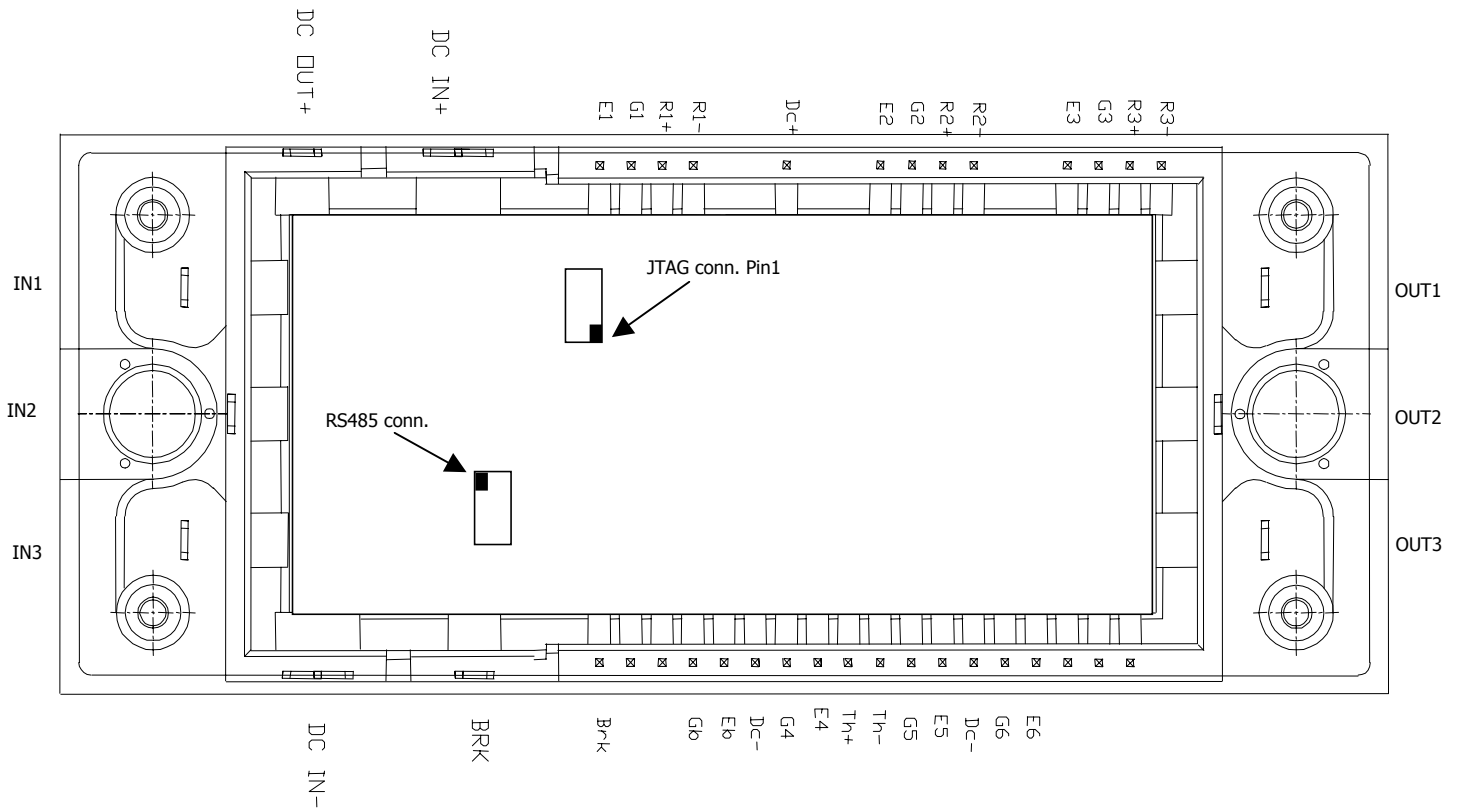 DC OUT+
DC IN+
E1
G1
R1+
R1-
Dc+
E2
G2
R2+
R2-
E3
G3
R3+
R3-
JTAG conn. Pin1
IN1
OUT1
IN2
OUT2
RS485 conn.
IN3
OUT3
DC IN-
BRK
Brk
Gb
Eb
Dc-
G4
E4
Th+
Th-
G5
E5
Dc-
G6
E6